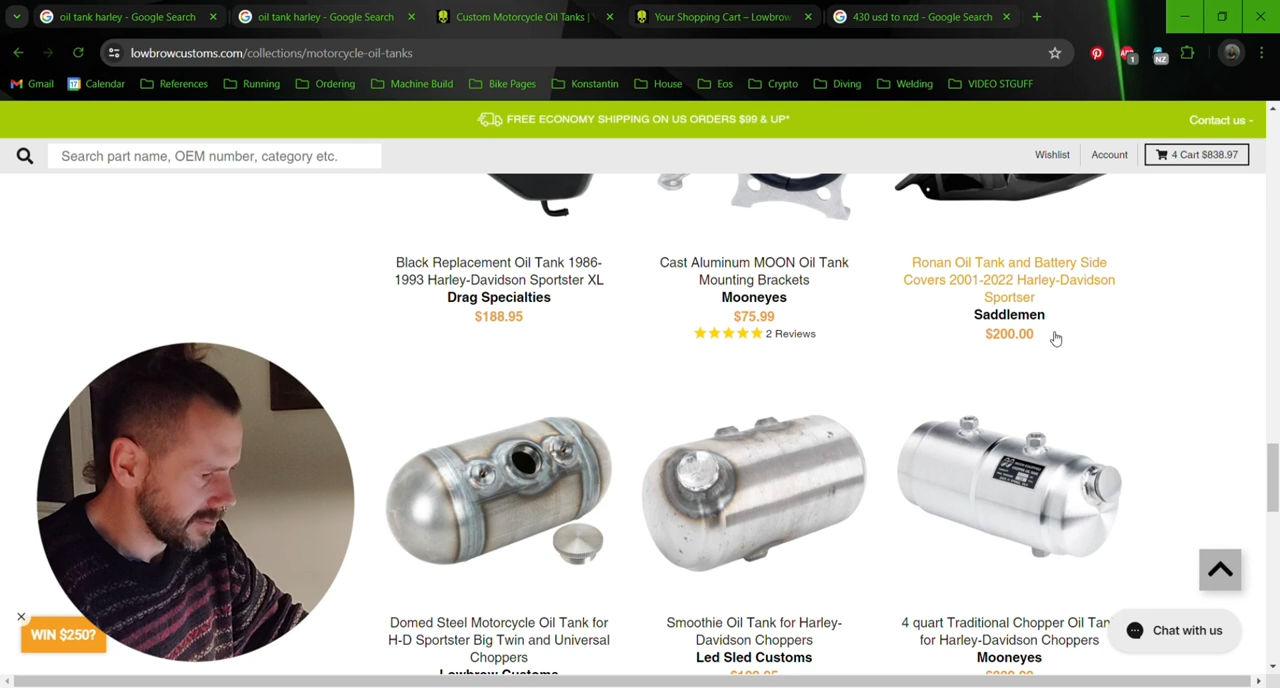 oil tank harley - Google Search
oil tank harley - Google Search
Custom Motorcycle Oil Tanks |
Your Shopping Cart – Lowbrow
430 usd to nzd - Google Search
lowbrowcustoms.com/collections/motorcycle-oil-tanks
1
NZ
Gmail
Calendar
References
Running
Ordering
Machine Build
Bike Pages
Konstantin
House
Eos
Crypto
Diving
Welding
VIDEO STGUFF
FREE ECONOMY SHIPPING ON US ORDERS $99 & UP*
Contact us -
Search part name, OEM number, category etc.
Wishlist
Account
4 Cart $838.97
Black Replacement Oil Tank 1986-
1993 Harley-Davidson Sportster XL
Drag Specialties
$188.95
Cast Aluminum MOON Oil Tank
Mounting Brackets
Mooneyes
$75.99
2 Reviews
Ronan Oil Tank and Battery Side
Covers 2001-2022 Harley-Davidson
Sportser
Saddlemen
$200.00
WIN $250?
Domed Steel Motorcycle Oil Tank for
H-D Sportster Big Twin and Universal
Choppers
Lowbrow Customs
Smoothie Oil Tank for Harley-
Davidson Choppers
Led Sled Customs
4 quart Traditional Chopper Oil Tan
for Harley-Davidson Choppers
Mooneyes
Chat with us